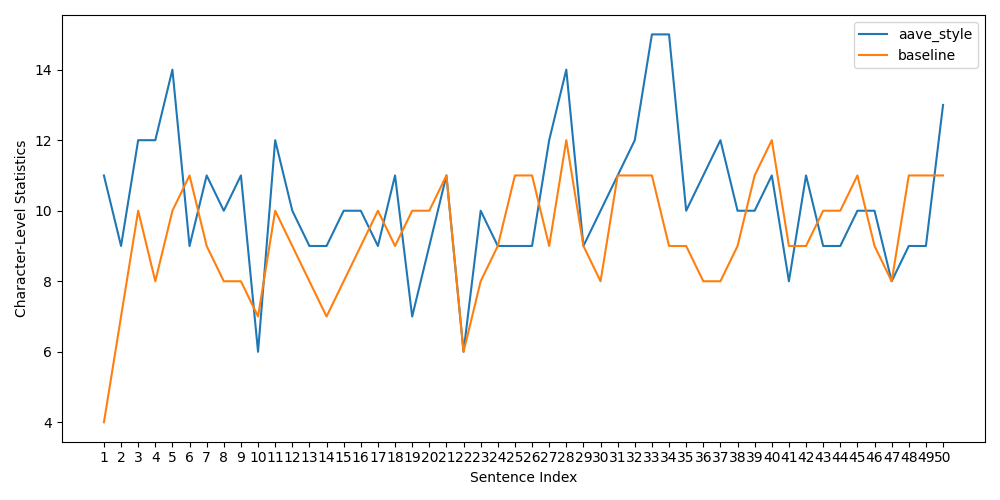 aave_style
baseline
14
12
10
8
6
4
Character-Level Statistics
1 2 3 4 5 6 7 8 9 10 11 12 13 14 15 16 17 18 19 20 21 22 23 24 25 26 27 28 29 30 31 32 33 34 35 36 37 38 39 40 41 42 43 44 45 46 47 48 49 50
Sentence Index